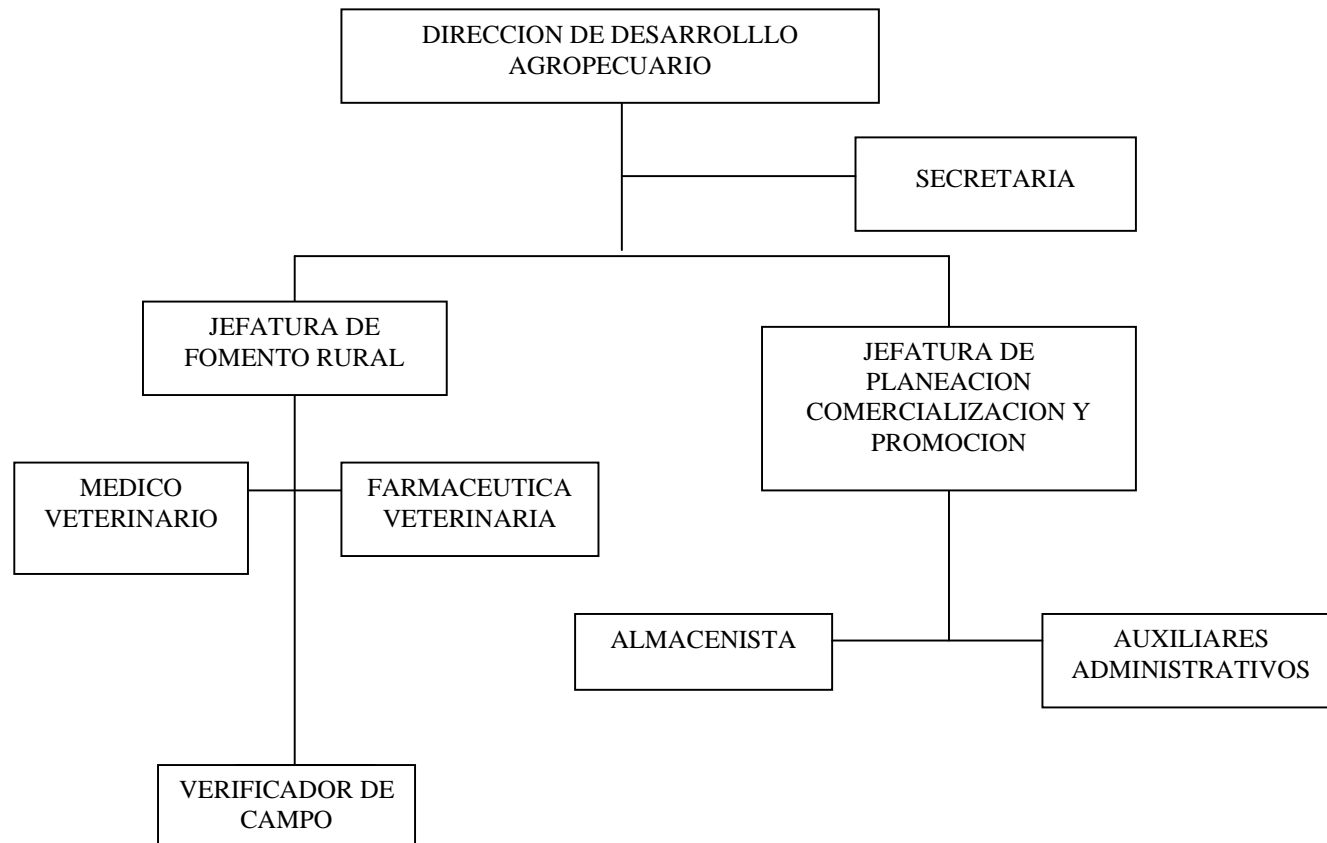 DIRECCION DE DESARROLLLO
AGROPECUARIO
SECRETARIA
JEFATURA DE
FOMENTO RURAL
JEFATURA DE
PLANEACION
COMERCIALIZACION Y
PROMOCION
MEDICO
VETERINARIO
FARMACEUTICA
VETERINARIA
ALMACENISTA
AUXILIARES
ADMINISTRATIVOS
VERIFICADOR DE
CAMPO